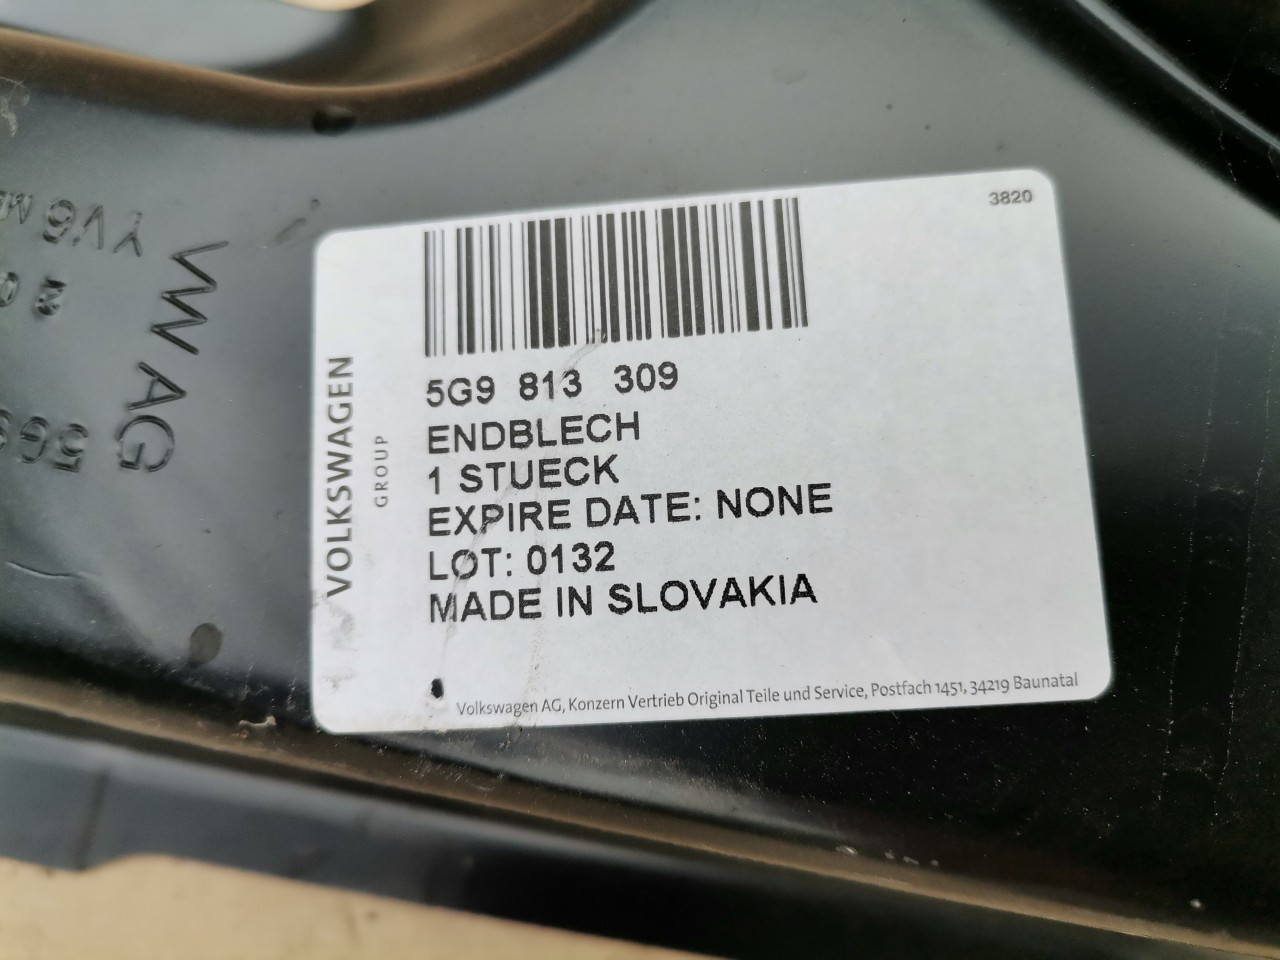 3820
5G9 813 309
ENDBLECH
1 STUECK
EXPIRE DATE: NONE
LOT: 0132
MADE IN SLOVAKIA
Volkswagen AG, Konzern Vertrieb Original Teile und Service, Postfach 1451, 34219 Baunatal
VOLKSWAGEN
GROUP
VW AG
5G9